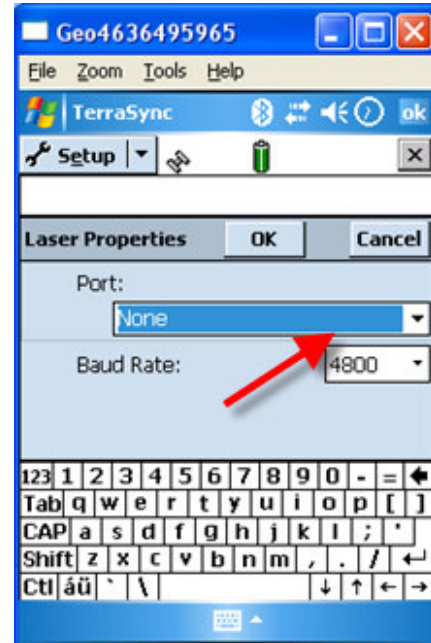 Geo4636495965
File Zoom Tools Help
TerraSync ok
Setup
Laser Properties OK Cancel
Port:
None
Baud Rate: 4800
123 1 2 3 4 5 6 7 8 9 0 - =
Tab q w e r t y u i o p [ ]
CAP a s d f g h j k l ; '
Shift z x c v b n m , . /
Ctl áü ` \